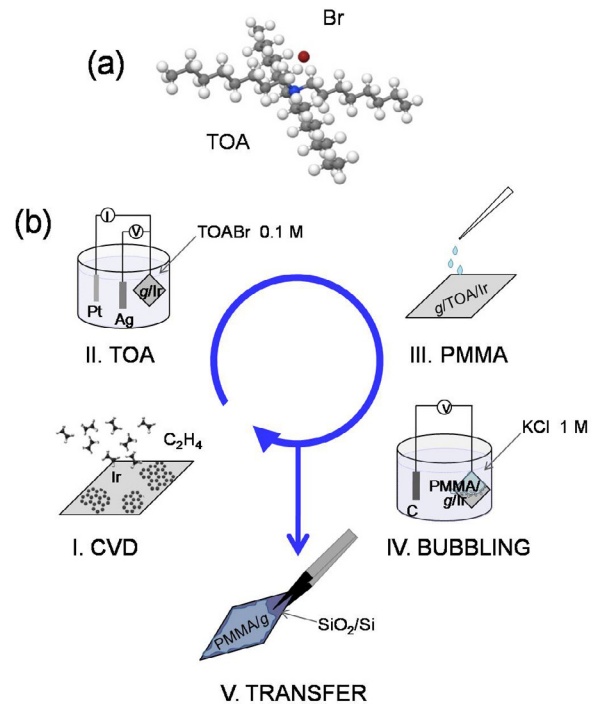 Br
(a)
TOA
(b)
I
V
TOABr 0.1 M
g/Ir
Pt
Ag
II. TOA
g/TOA/Ir
III. PMMA
C₂H₄
Ir
I. CVD
V
KCl 1 M
PMMA/
g/Ir
C
IV. BUBBLING
PMMA/g
SiO₂/Si
V. TRANSFER